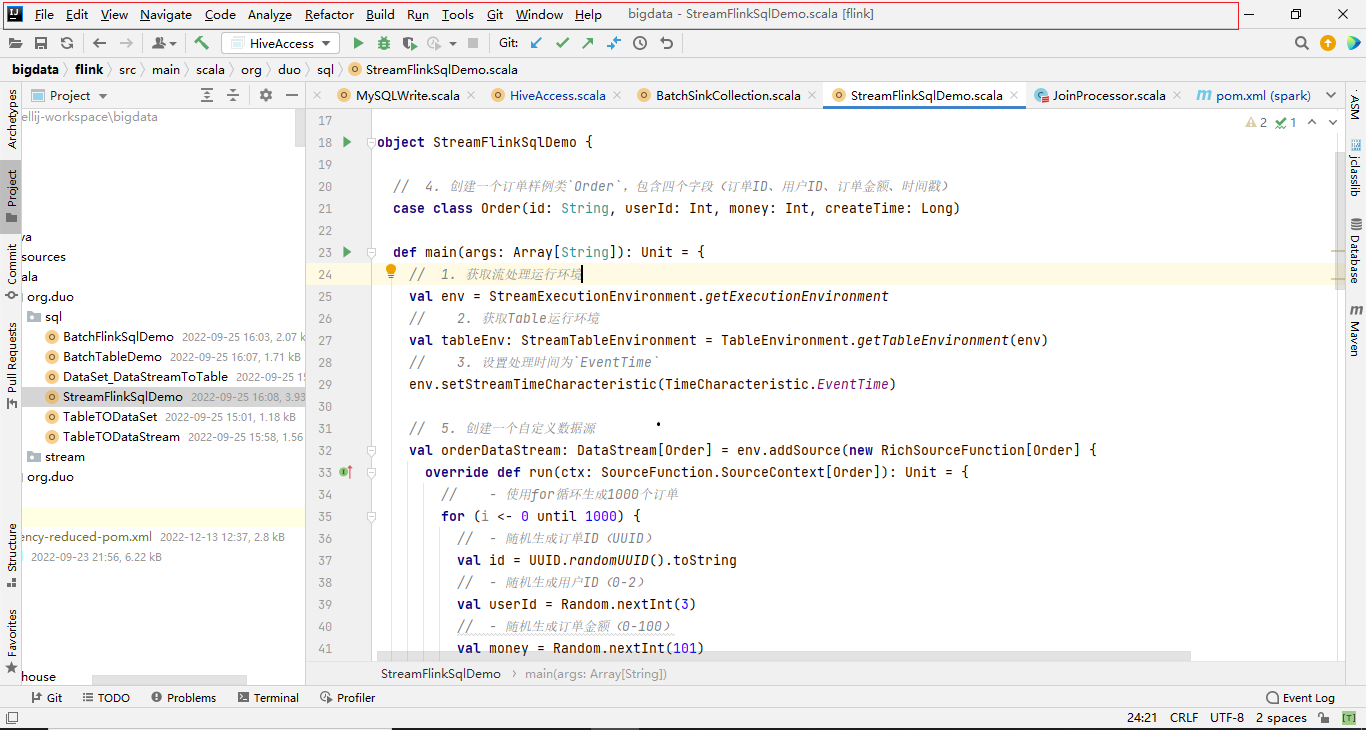 File Edit View Navigate Code Analyze Refactor Build Run Tools Git Window Help bigdata - StreamFlinkSqlDemo.scala [flink]
HiveAccess Git:
bigdata flink src main scala org duo sql StreamFlinkSqlDemo.scala
Project MySQLWrite.scala HiveAccess.scala BatchSinkCollection.scala StreamFlinkSqlDemo.scala JoinProcessor.scala pom.xml (spark)
Archetypes
Project
Commit
Pull Requests
Structure
Favorites
ellij-workspace\bigdata
va
sources
ala
org.duo
sql
BatchFlinkSqlDemo 2022-09-25 16:03, 2.07 k
BatchTableDemo 2022-09-25 16:07, 1.71 kB
DataSet_DataStreamToTable 2022-09-25 15
StreamFlinkSqlDemo 2022-09-25 16:08, 3.93
TableTODataSet 2022-09-25 15:01, 1.18 kB
TableTODataStream 2022-09-25 15:58, 1.56
stream
org.duo
ency-reduced-pom.xml 2022-12-13 12:37, 2.8 kB
2022-09-23 21:56, 6.22 kB
house
2 1
17
18 object StreamFlinkSqlDemo {
19
20 // 4. 创建一个订单样例类`Order`，包含四个字段（订单ID、用户ID、订单金额、时间戳）
21 case class Order(id: String, userId: Int, money: Int, createTime: Long)
22
23 def main(args: Array[String]): Unit = {
24 // 1. 获取流处理运行环境
25 val env = StreamExecutionEnvironment.getExecutionEnvironment
26 // 2. 获取Table运行环境
27 val tableEnv: StreamTableEnvironment = TableEnvironment.getTableEnvironment(env)
28 // 3. 设置处理时间为`EventTime`
29 env.setStreamTimeCharacteristic(TimeCharacteristic.EventTime)
30
31 // 5. 创建一个自定义数据源
32 val orderDataStream: DataStream[Order] = env.addSource(new RichSourceFunction[Order] {
33 override def run(ctx: SourceFunction.SourceContext[Order]): Unit = {
34 // - 使用for循环生成1000个订单
35 for (i <- 0 until 1000) {
36 // - 随机生成订单ID（UUID）
37 val id = UUID.randomUUID().toString
38 // - 随机生成用户ID（0-2）
39 val userId = Random.nextInt(3)
40 // - 随机生成订单金额（0-100）
41 val money = Random.nextInt(101)
StreamFlinkSqlDemo main(args: Array[String])
ASM
jclasslib
Database
Maven
Git TODO Problems Terminal Profiler Event Log
24:21 CRLF UTF-8 2 spaces [T]